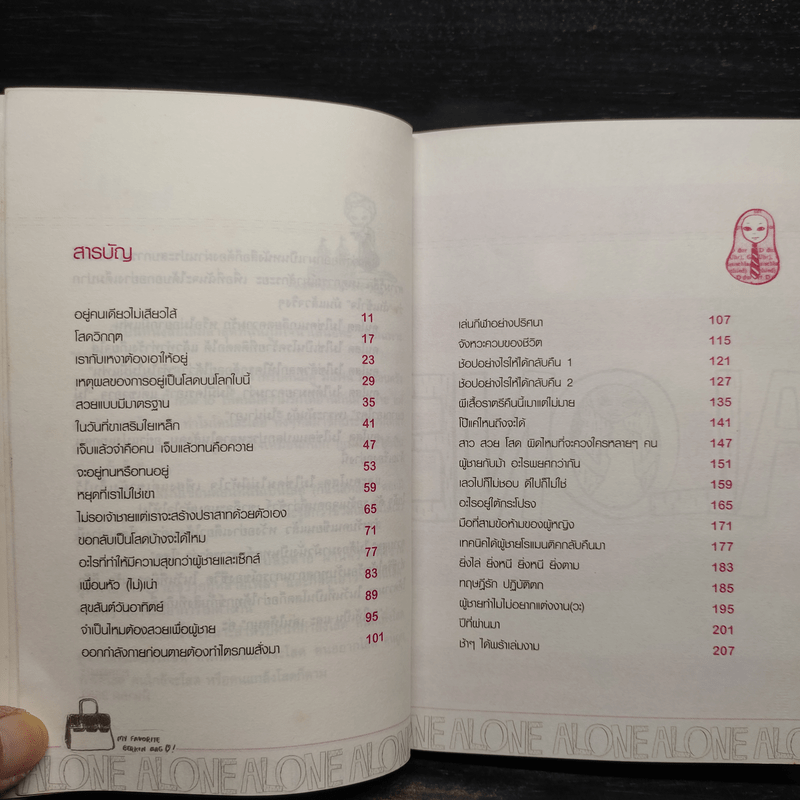 สารบัญ
อยู่คนเดียวไม่เสียวไส้ 11
โสดวิกฤต 17
เรากับเหงาต้องเอาให้อยู่ 23
เหตุผลของการอยู่เป็นโสดบนโลกใบนี้ 29
สวยแบบมีมาตรฐาน 35
ในวันที่ขาเสริมใยเหล็ก 41
เจ็บแล้วจำคือคน เจ็บแล้วทนคือควาย 47
จะอยู่ทนหรือทนอยู่ 53
หยุดที่เราไม่ใช่เขา 59
ไม่รอเจ้าชายแต่เราจะสร้างปราสาทด้วยตัวเอง 65
ขอกลับเป็นโสดบ้างจะได้ไหม 71
อะไรที่ทำให้มีความสุขกว่าผู้ชายและเซ็กส์ 77
เพื่อนหัว (ไม่)เน่า 83
สุขสันต์วันอาทิตย์ 89
จำเป็นไหมต้องสวยเพื่อผู้ชาย 95
ออกกำลังกายก่อนตายต้องทำไตรภพสั่งมา 101
MY FAVORITE
BIRKIN BAG !
ALONE ALONE ALONE ALONE
เล่นกีฬาอย่างปริศนา 107
จังหวะควบของชีวิต 115
ช้อปอย่างไรให้ได้กลับคืน 1 121
ช้อปอย่างไรให้ได้กลับคืน 2 127
ผีเสื้อราตรีคืนนี้เมาแต่ไม่มาย 135
โป๊แค่ไหนถึงจะได้ 141
สาว สวย โสด ผิดไหมที่จะควงใครหลายๆ คน 147
ผู้ชายกับม้า อะไรพยศกว่ากัน 151
เลวไปก็ไม่ชอบ ดีไปก็ไม่ใช่ 159
อะไรอยู่ใต้กระโปรง 165
มือที่สามข้อห้ามของผู้หญิง 171
เทคนิคได้ผู้ชายโรแมนติคกลับคืนมา 177
ยิ่งไล่ ยิ่งหนี ยิ่งหนี ยิ่งตาม 183
ทฤษฎีรัก ปฏิบัติตก 185
ผู้ชายทำไมไม่อยากแต่งงาน(วะ) 195
ปีที่ผ่านมา 201
ช้าๆ ได้พร้าเล่มงาม 207
ONE ALONE ALONE ALONE